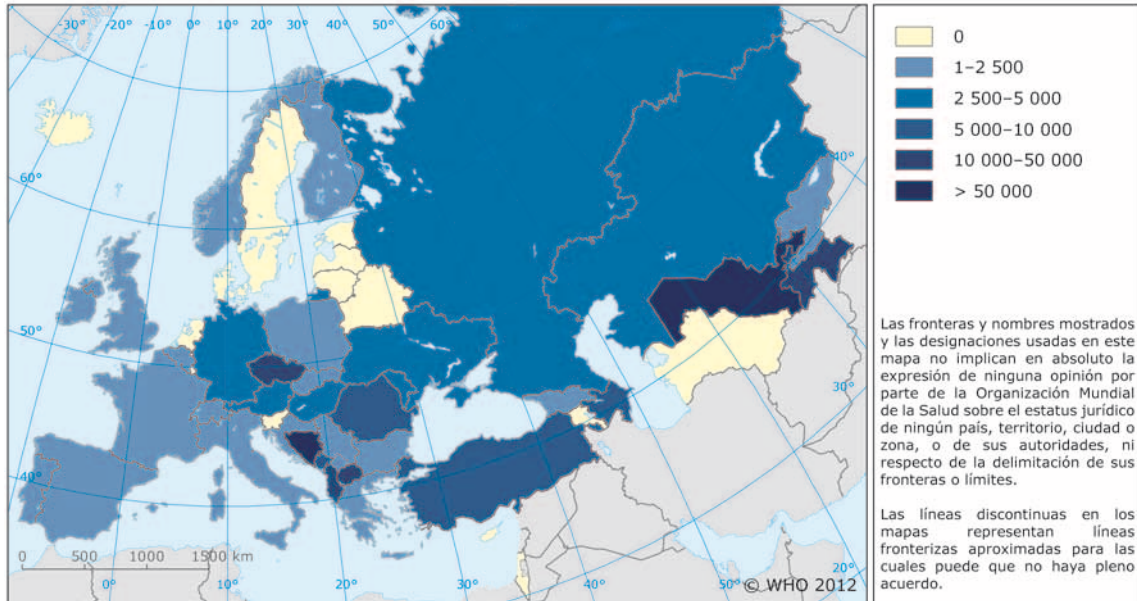 -30°
-20°
-10°
0°
10°
20°
30°
40°
50°
60°
60°
50°
40°
40°
30°
0
500
1000
1500 km
0°
10°
20°
30°
40°
50°
© WHO 2012
0
1–2 500
2 500–5 000
5 000–10 000
10 000–50 000
> 50 000
Las fronteras y nombres mostrados
y las designaciones usadas en este
mapa no implican en absoluto la
expresión de ninguna opinión por
parte de la Organización Mundial
de la Salud sobre el estatus jurídico
de ningún país, territorio, ciudad o
zona, o de sus autoridades, ni
respecto de la delimitación de sus
fronteras o límites.
Las líneas discontinuas en los
mapas representan líneas
fronterizas aproximadas para las
cuales puede que no haya pleno
acuerdo.